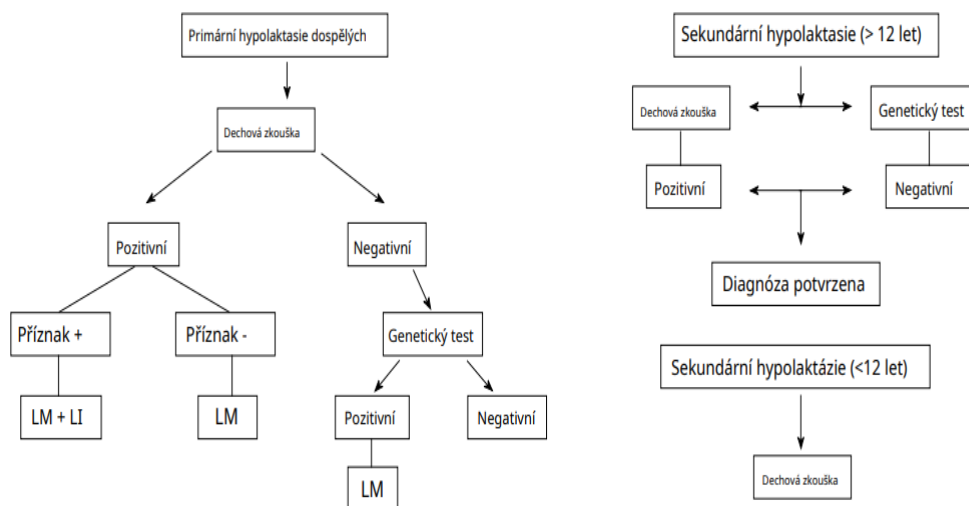 Primární hypolaktasie dospělých
Dechová zkouška
Pozitivní
Negativní
Příznak +
Příznak -
Genetický test
LM + LI
LM
Pozitivní
Negativní
LM
Sekundární hypolaktasie (> 12 let)
Dechová zkouška
Genetický test
Pozitivní
Negativní
Diagnóza potvrzena
Sekundární hypolaktázie (<12 let)
Dechová zkouška